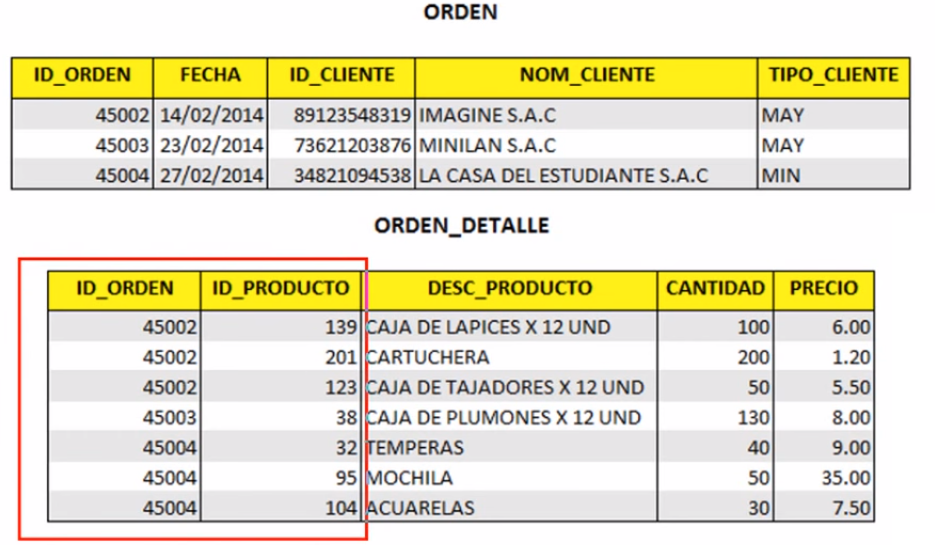 ORDEN
ID_ORDEN FECHA ID_CLIENTE NOM_CLIENTE TIPO_CLIENTE
45002 14/02/2014 89123548319 IMAGINE S.A.C MAY
45003 23/02/2014 73621203876 MINILAN S.A.C MAY
45004 27/02/2014 34821094538 LA CASA DEL ESTUDIANTE S.A.C MIN
ORDEN_DETALLE
ID_ORDEN ID_PRODUCTO DESC_PRODUCTO CANTIDAD PRECIO
45002 139 CAJA DE LAPICES X 12 UND 100 6.00
45002 201 CARTUCHERA 200 1.20
45002 123 CAJA DE TAJADORES X 12 UND 50 5.50
45003 38 CAJA DE PLUMONES X 12 UND 130 8.00
45004 32 TEMPERAS 40 9.00
45004 95 MOCHILA 50 35.00
45004 104 ACUARELAS 30 7.50